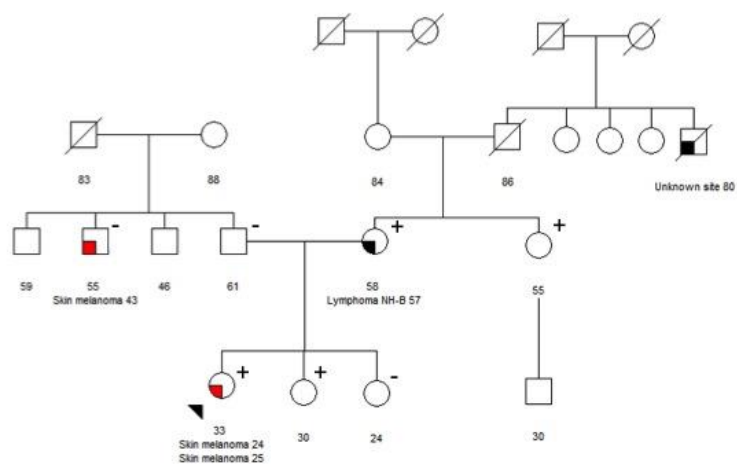 83
88
84
86
Unknown site 80
- - + +
59
55
46
61
58
55
Skin melanoma 43
Lymphoma NH-B 57
+ + -
33
30
24
30
Skin melanoma 24
Skin melanoma 25